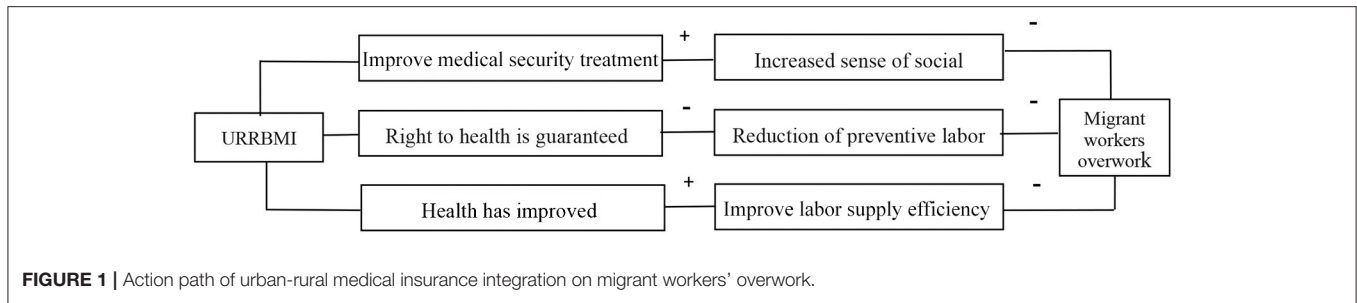 +
-
Improve medical security treatment
Increased sense of social
-
-
URRBMI
Right to health is guaranteed
Reduction of preventive labor
Migrant
workers
overwork
+
-
Health has improved
Improve labor supply efficiency
FIGURE 1 | Action path of urban-rural medical insurance integration on migrant workers' overwork.